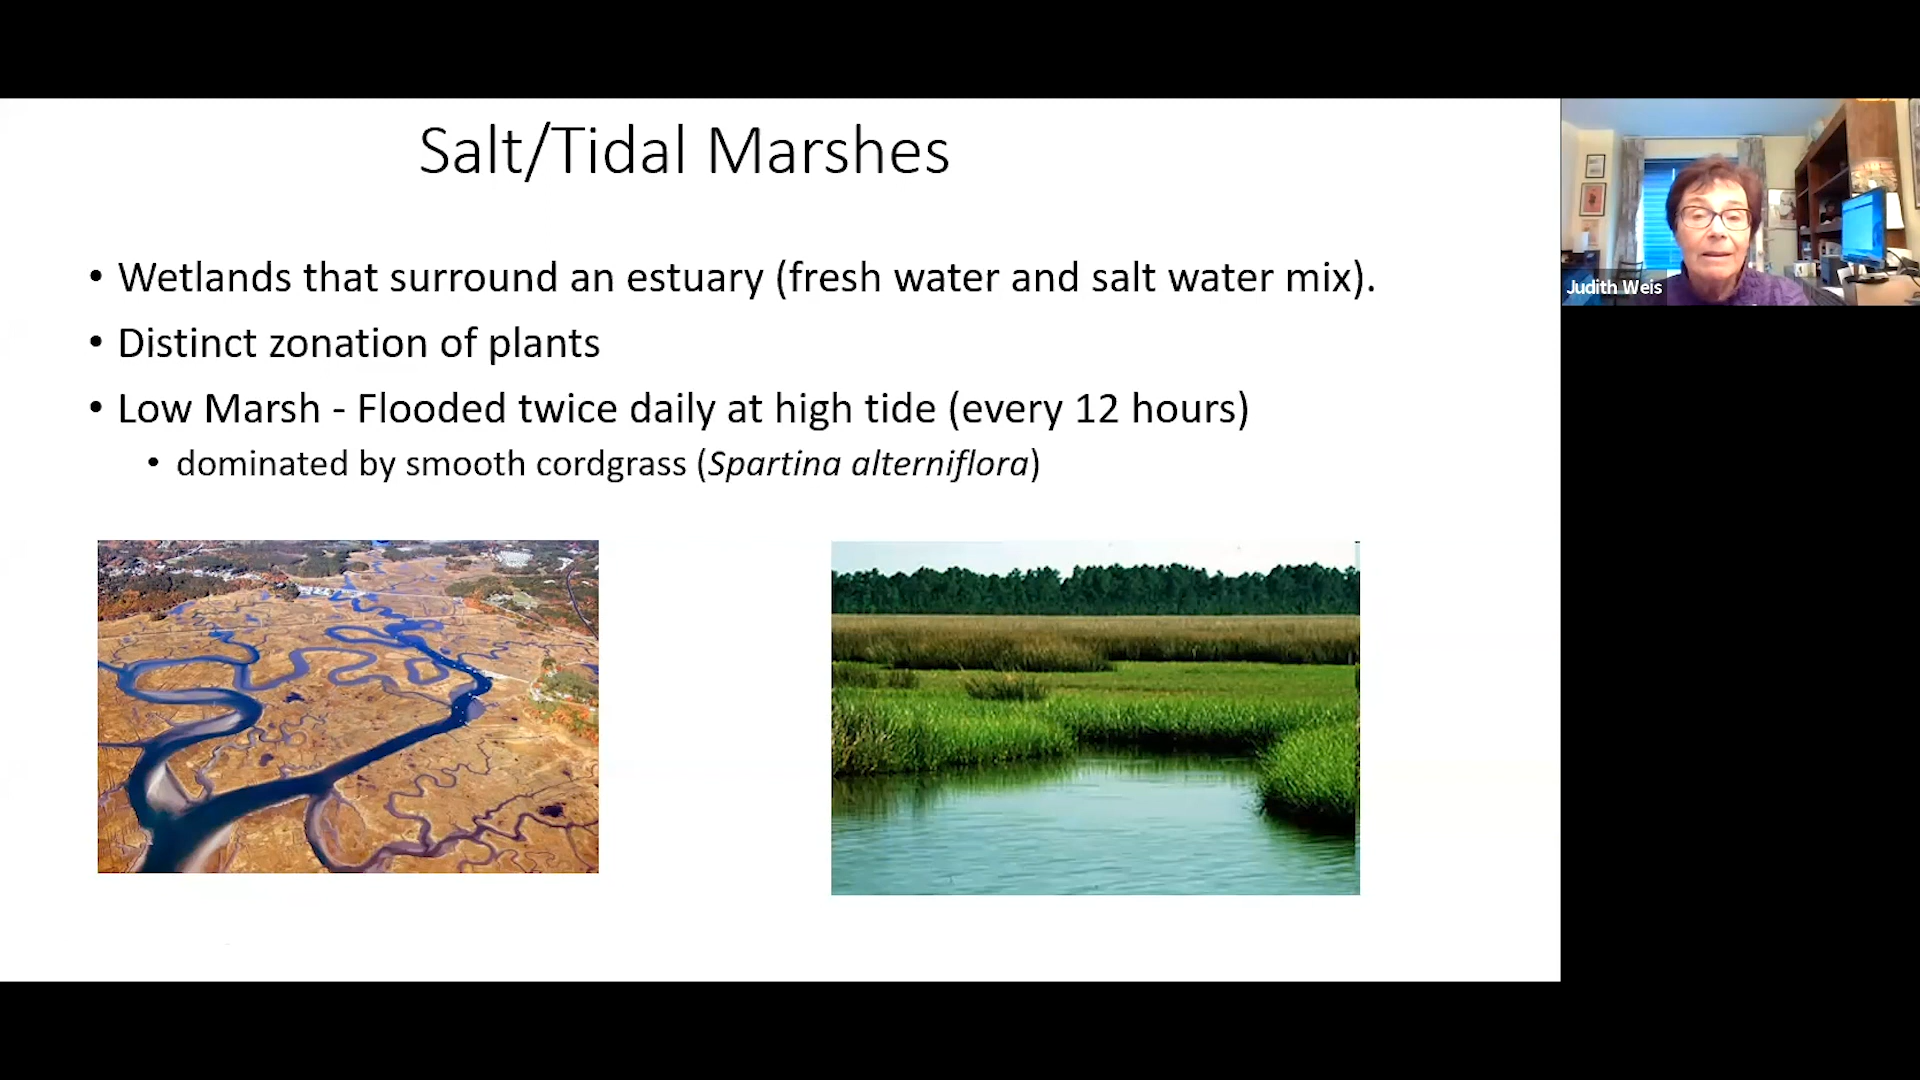 Salt/Tidal Marshes
• Wetlands that surround an estuary (fresh water and salt water mix).
• Distinct zonation of plants
• Low Marsh - Flooded twice daily at high tide (every 12 hours)
• dominated by smooth cordgrass (Spartina alterniflora)
Judith Weis